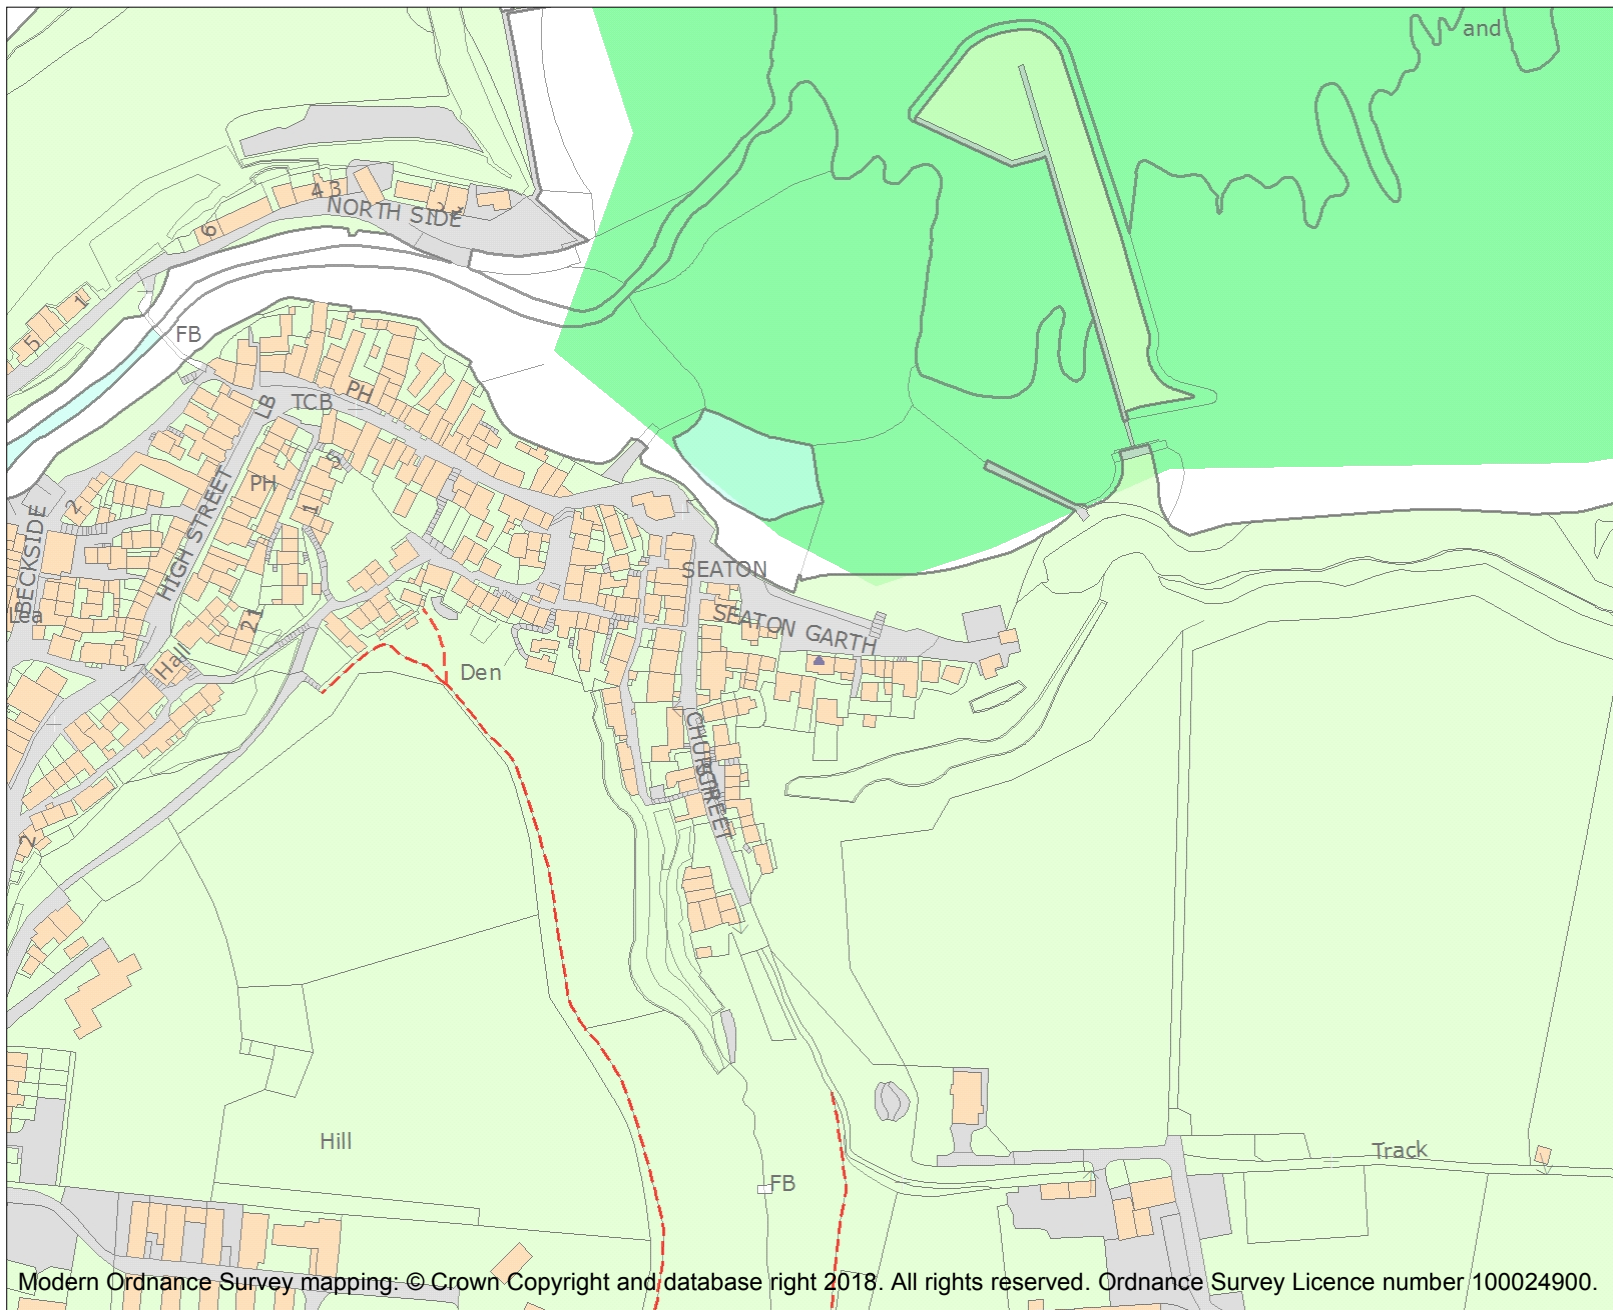 and
4 3
NORTH SIDE
6
1
5
FB
PH
LB
TCB
5
PH
HIGH STREET
1
2
BECKSIDE
SEATON
Lea
21
SEATON GARTH
Hall
Den
CHURCH
STREET
2
Hill
Track
FB
Modern Ordnance Survey mapping: © Crown Copyright and database right 2018. All rights reserved. Ordnance Survey Licence number 100024900.